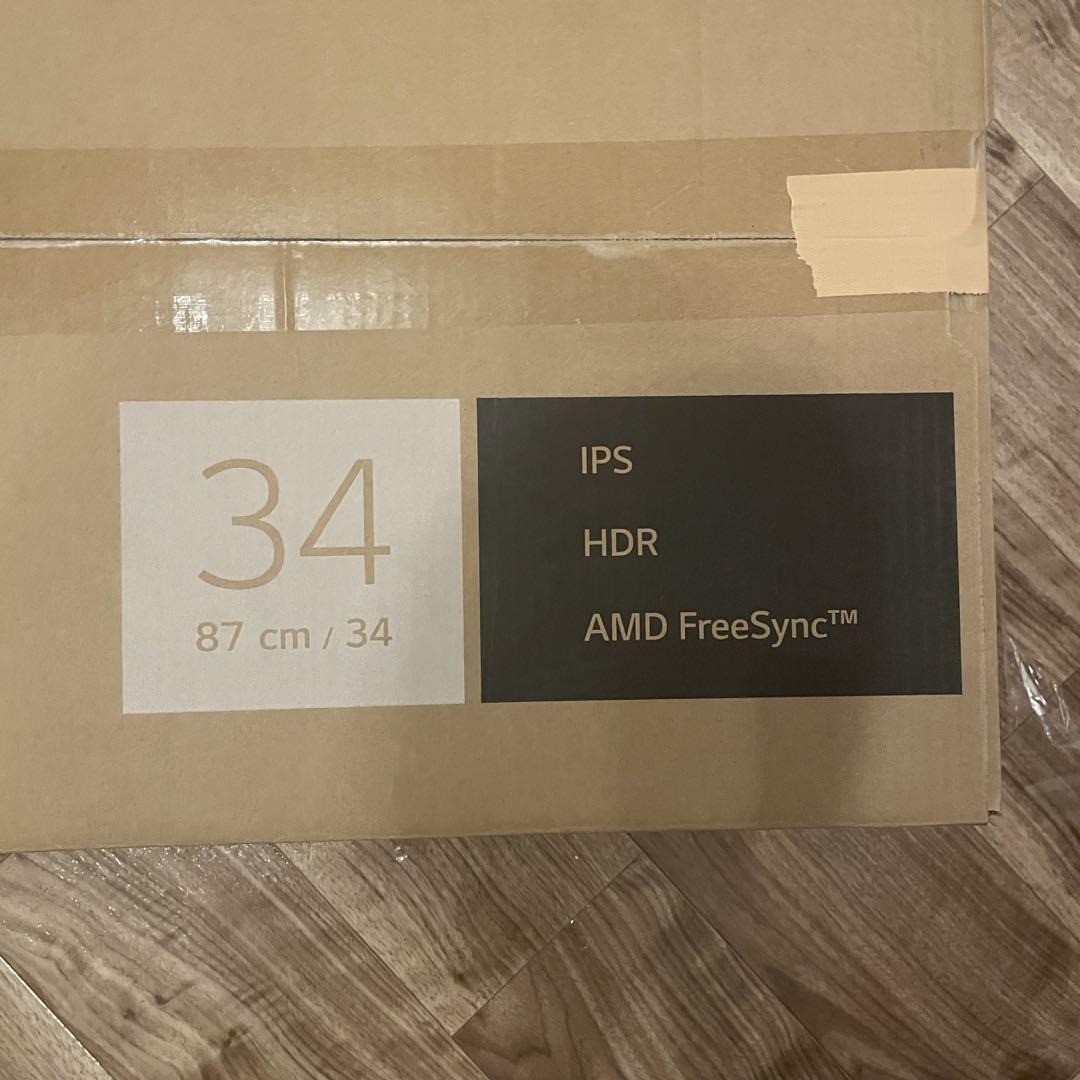 34
87 cm / 34
IPS
HDR
AMD FreeSync™